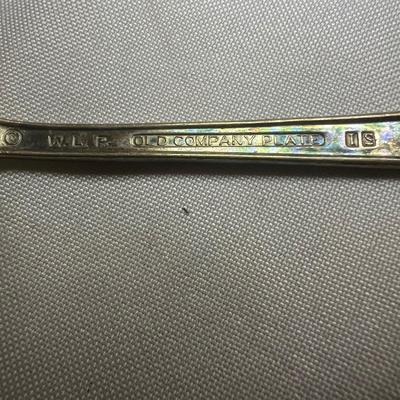 © W.L.P. OLD COMPANY PLATE IS